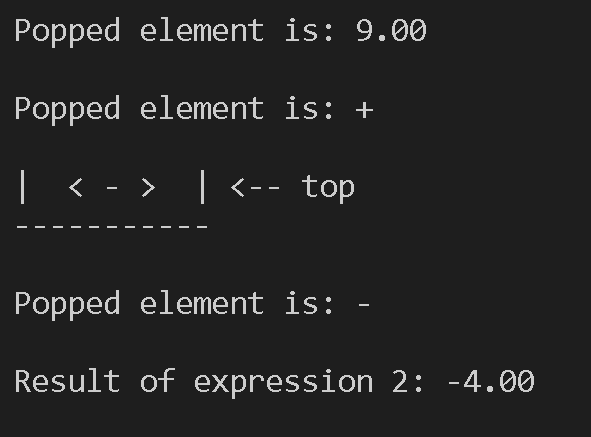 Popped element is: 9.00
Popped element is: +
|  < - >  | <-- top
-----------
Popped element is: -
Result of expression 2: -4.00